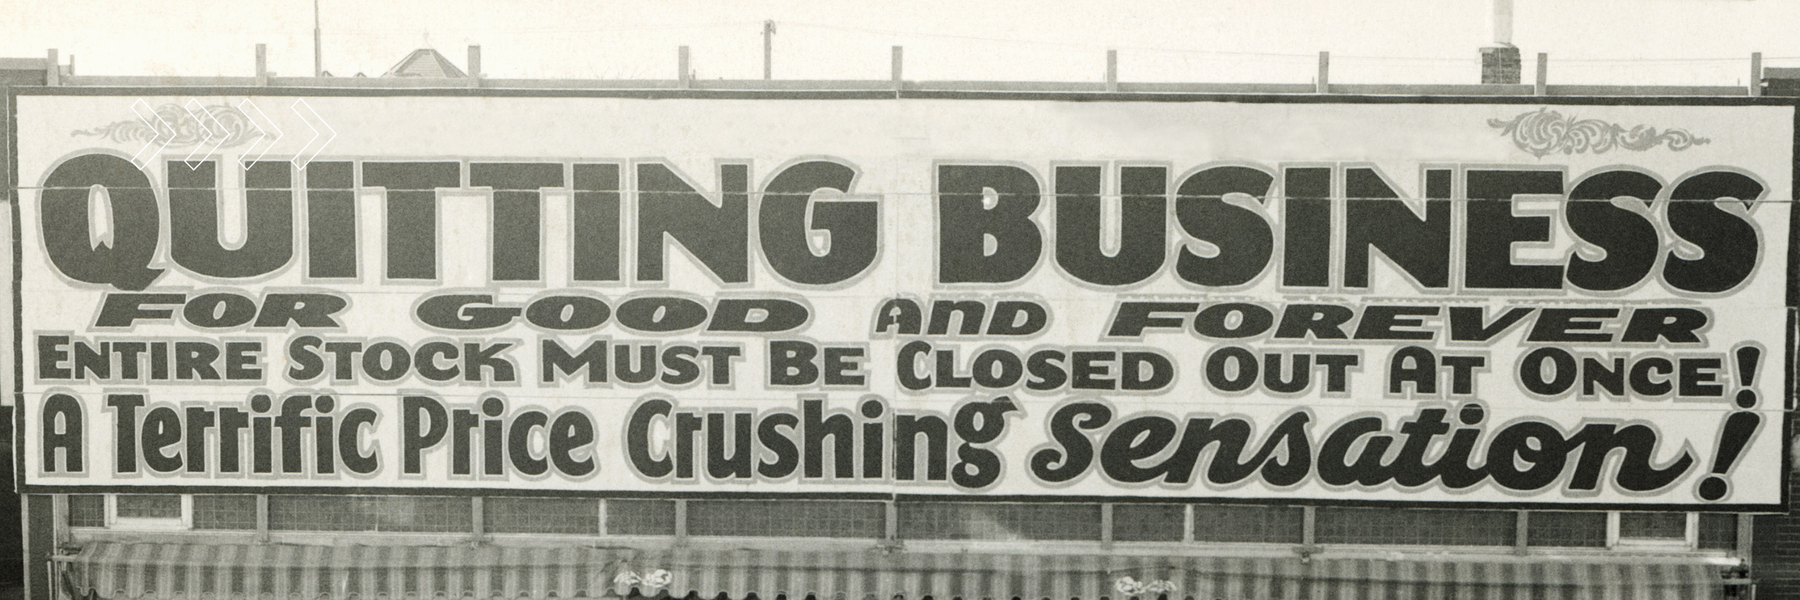 QUITTING BUSINESS
FOR GOOD AND FOREVER
ENTIRE STOCK MUST BE CLOSED OUT AT ONCE!
A Terrific Price Crushing Sensation!